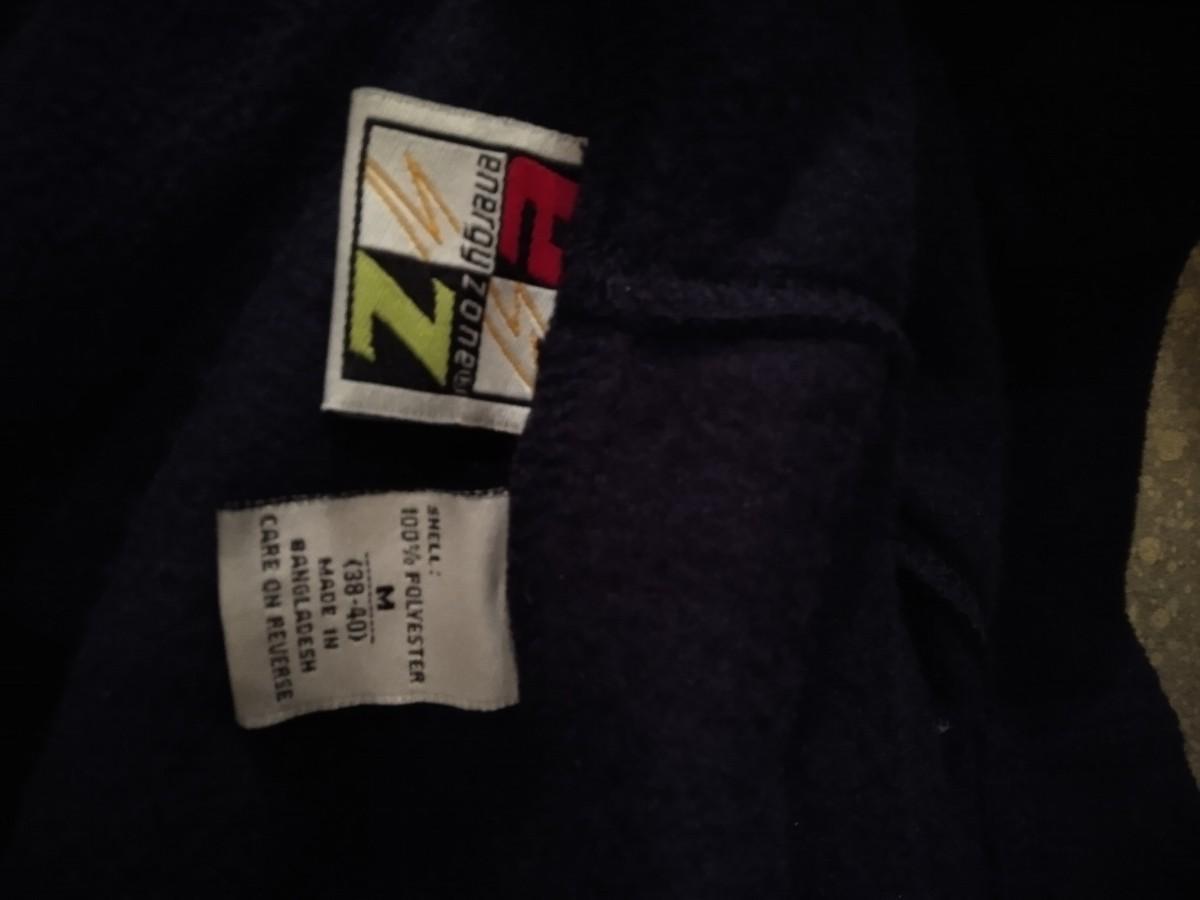 E
energy zone
Z
SHELL:
100% POLYESTER
M
(38-40)
MADE IN
BANGLADESH
CARE ON REVERSE